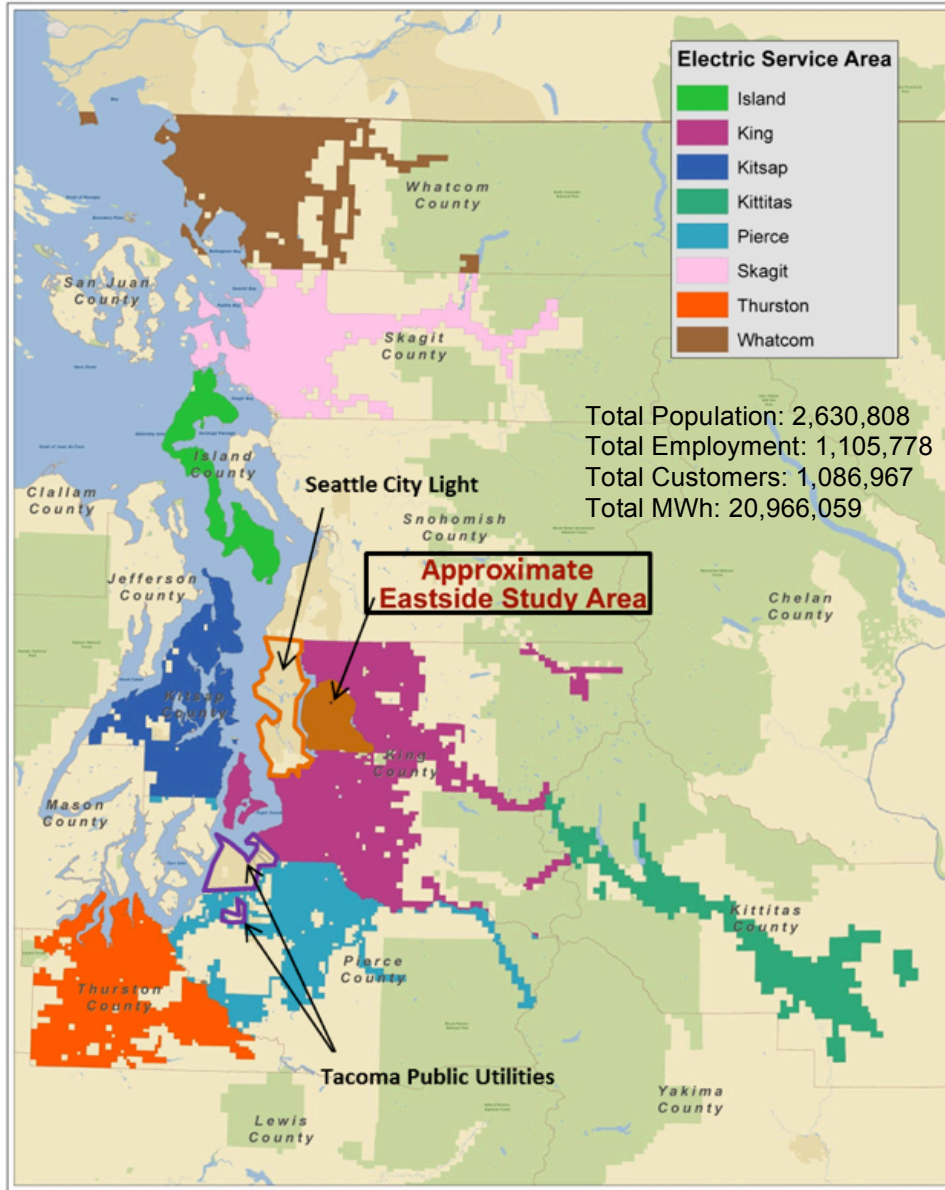 Electric Service Area
Island
King
Kitsap
Kittitas
Pierce
Skagit
Thurston
Whatcom
Whatcom
County
San Juan
County
Skagit
County
Total Population: 2,630,808
Total Employment: 1,105,778
Total Customers: 1,086,967
Total MWh: 20,966,059
Island
County
Seattle City Light
Clallam
County
Snohomish
County
Approximate
Eastside Study Area
Jefferson
County
Chelan
County
Kitsap
County
King
County
Mason
County
Kittitas
County
Pierce
County
Thurston
County
Tacoma Public Utilities
Yakima
County
Lewis
County